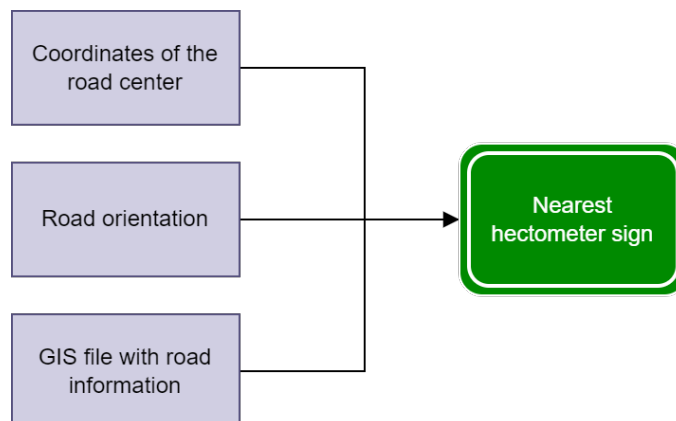 Coordinates of the
road center
Road orientation
Nearest
hectometer sign
GIS file with road
information